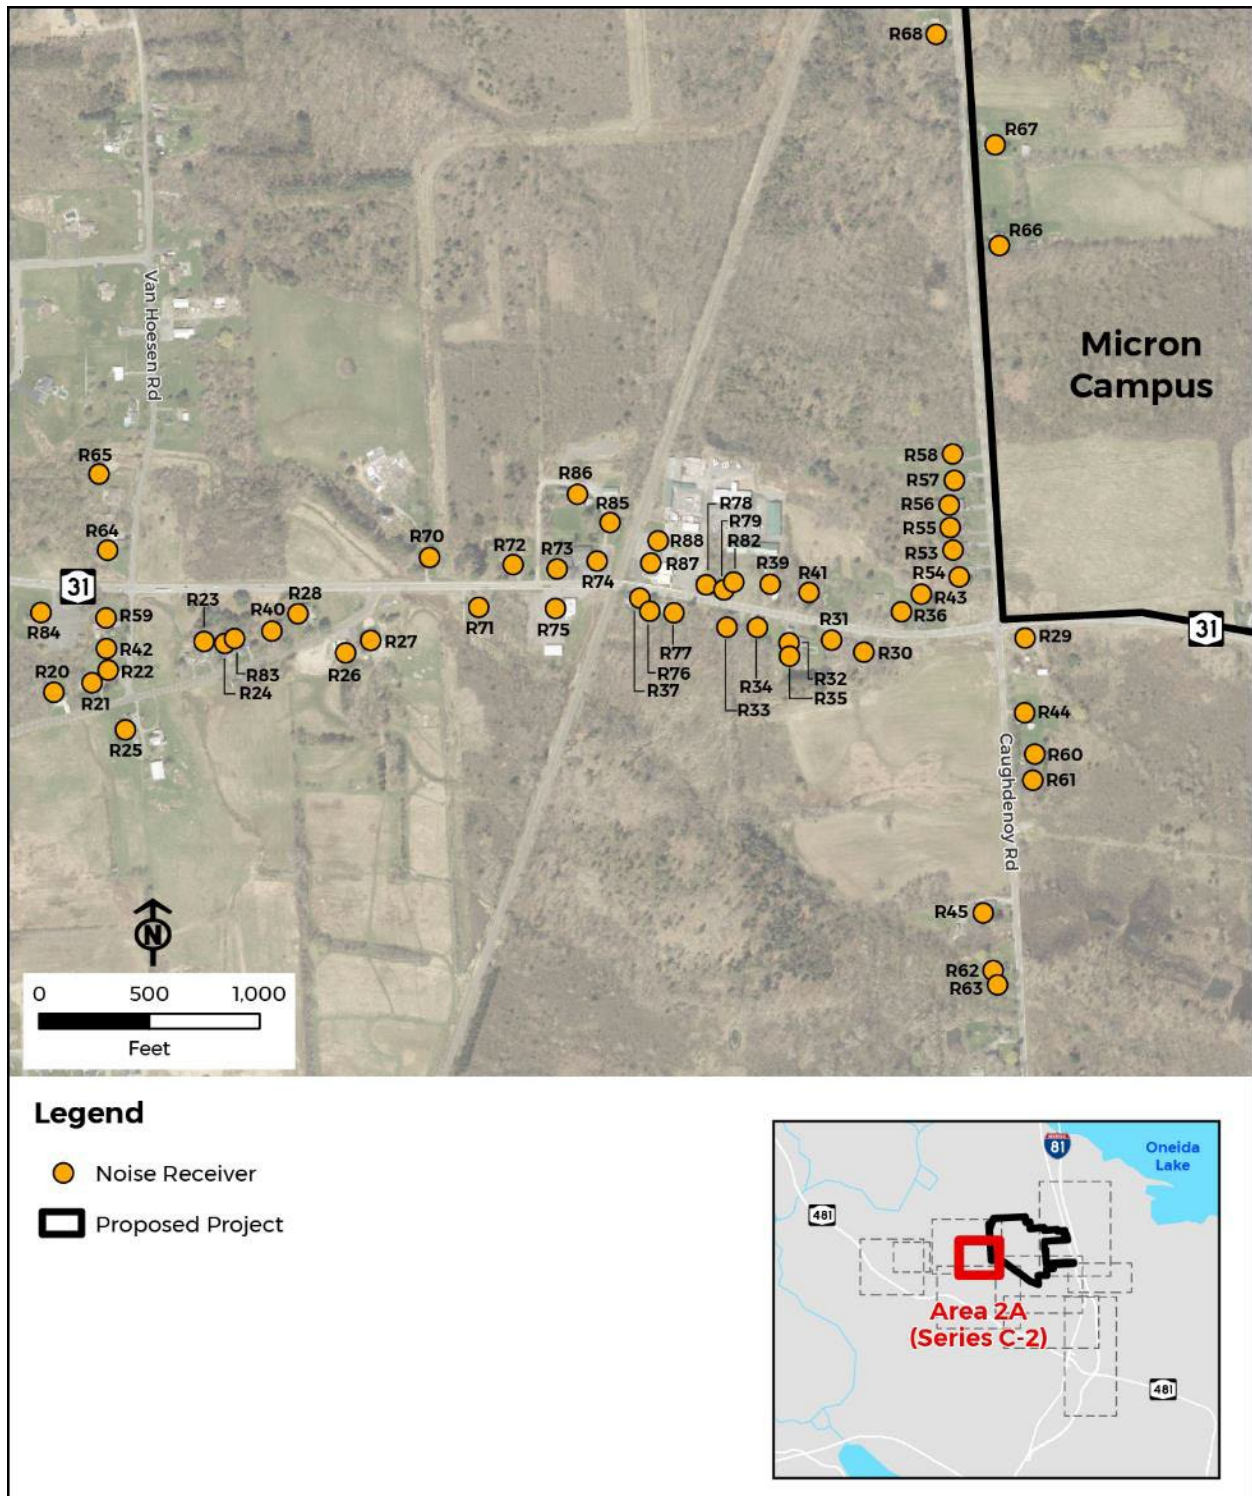 R68
R67
R66
Micron
Campus
Van Hoesen Rd
R65
R64
31
R84
R59
R42
R22
R20
R21
R25
R23
R24
R83
R40
R28
R26
R27
R70
R71
R72
R73
R74
R75
R86
R85
R88
R87
R37
R76
R77
R78
R79
R82
R39
R41
R33
R34
R32
R35
R31
R30
R36
R43
R58
R57
R56
R55
R53
R54
31
R29
R44
R60
R61
Caughdenoy Rd
R45
R62
R63
N
0 500 1,000
Feet
Legend
Noise Receiver
Proposed Project
81
Oneida
Lake
481
Area 2A
(Series C-2)
481